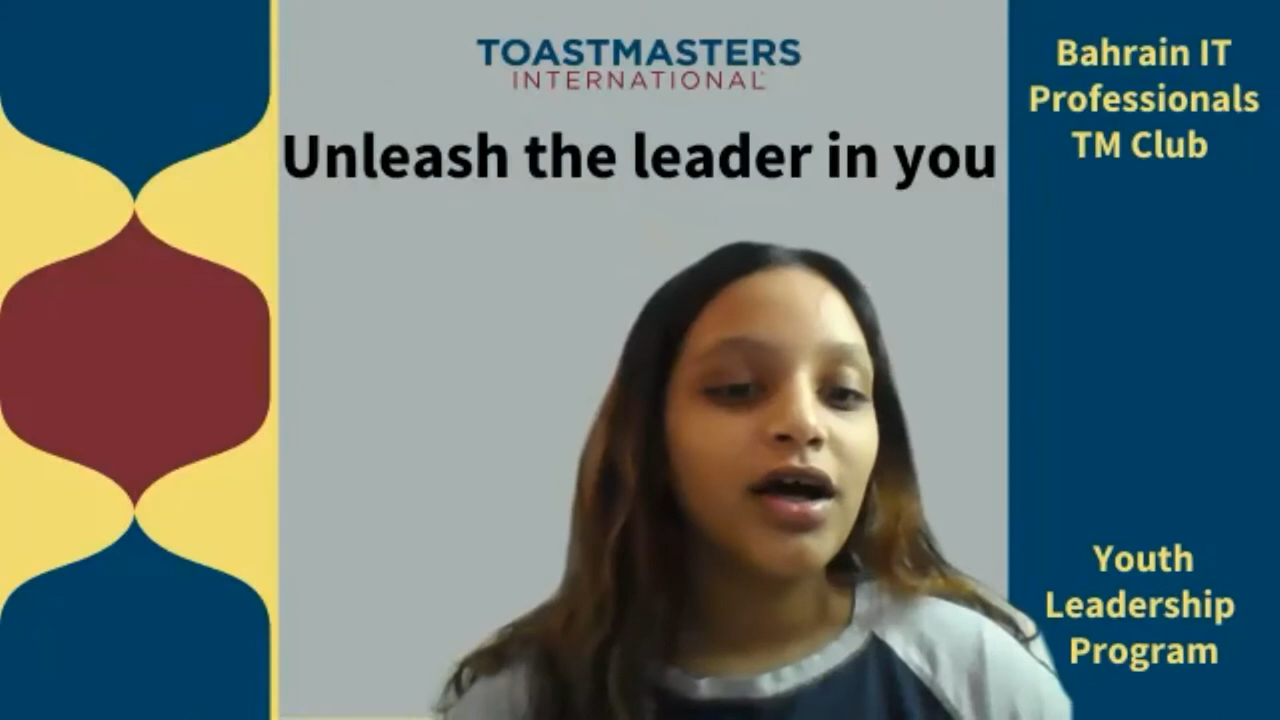 TOASTMASTERS
INTERNATIONAL
Unleash the leader in you
Bahrain IT
Professionals
TM Club
Youth
Leadership
Program